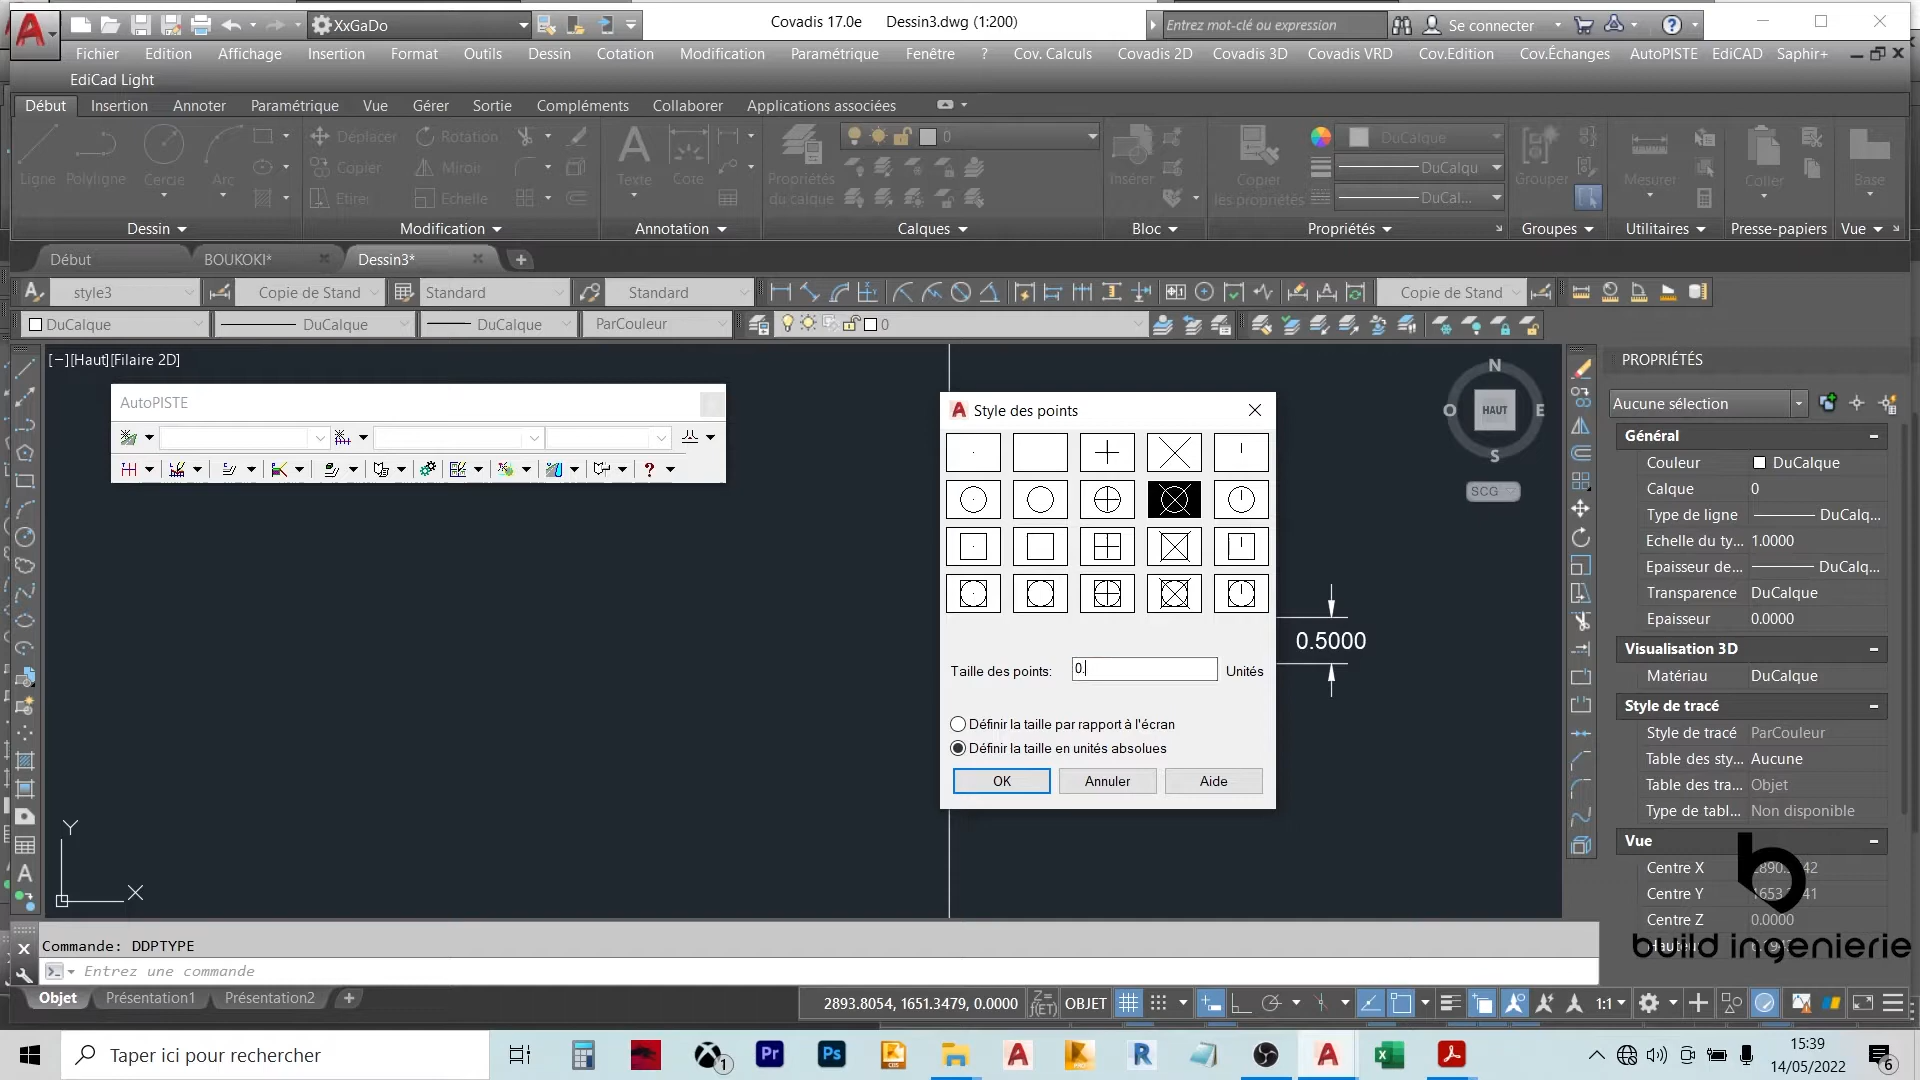 XxGaDo
Covadis 17.0e Dessin3.dwg (1:200)
Entrez mot-clé ou expression
Se connecter
Fichier Edition Affichage Insertion Format Outils Dessin Cotation Modification Paramétrique Fenêtre ? Cov. Calculs Covadis 2D Covadis 3D Covadis VRD Cov.Edition Cov.Échanges AutoPISTE EdiCAD Saphir+
EdiCad Light
Début Insertion Annoter Paramétrique Vue Gérer Sortie Compléments Collaborer Applications associées
Ligne Polyligne Cercle Arc
Déplacer Rotation
Copier Miroir
Etirer Echelle
Texte Cote
Propriétés du calque
0
Insérer
Copier les propriétés
DuCalque
DuCalqu
DuCal...
Grouper
Mesurer
Coller
Base
Dessin Modification Annotation Calques Bloc Propriétés Groupes Utilitaires Presse-papiers Vue
Début BOUKOKI* Dessin3*
style3 Copie de Stand Standard Standard Copie de Stand
DuCalque DuCalque DuCalque ParCouleur 0
[−][Haut][Filaire 2D]
AutoPISTE
Style des points
Taille des points: 0. Unités
Définir la taille par rapport à l'écran
Définir la taille en unités absolues
OK Annuler Aide
0.5000
N
O HAUT E
S
SCG
Y
X
PROPRIÉTÉS
Aucune sélection
Général
Couleur DuCalque
Calque 0
Type de ligne DuCalq...
Echelle du ty... 1.0000
Epaisseur de... DuCalq...
Transparence DuCalque
Epaisseur 0.0000
Visualisation 3D
Matériau DuCalque
Style de tracé
Style de tracé ParCouleur
Table des sty... Aucune
Table des tra... Objet
Type de tabl... Non disponible
Vue
Centre X
Centre Y
Centre Z 0.0000
build ingenierie
Commande: DDPTYPE
Entrez une commande
Objet Présentation1 Présentation2
2893.8054, 1651.3479, 0.0000 OBJET 1:1
Taper ici pour rechercher
15:39
14/05/2022
6